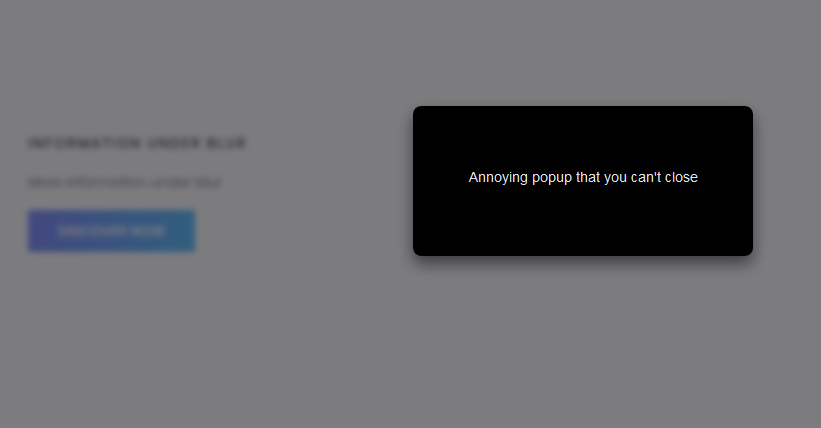 INFORMATION UNDER BLUR
More information under blur
DISCOVER NOW
Annoying popup that you can't close